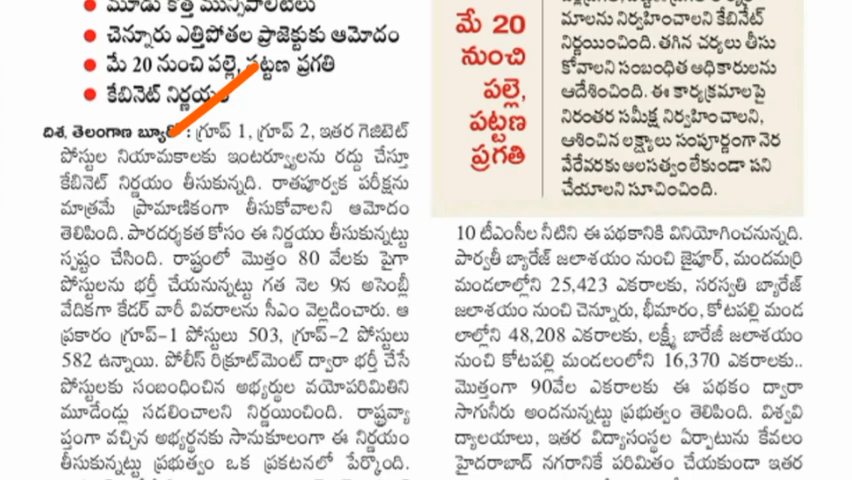 మూడు కొత్త మున్సిపాలిటీలు
చెన్నూరు ఎత్తిపోతల ప్రాజెక్టుకు ఆమోదం
మే 20 నుంచి పల్లె, పట్టణ ప్రగతి
కేబినెట్ నిర్ణయం
దిశ, తెలంగాణ బ్యూరో : గ్రూప్ 1, గ్రూప్ 2, ఇతర గెజిటెట్
పోస్టుల నియామకాలకు ఇంటర్వ్యూలను రద్దు చేస్తూ
కేబినెట్ నిర్ణయం తీసుకున్నది. రాతపూర్వక పరీక్షను
మాత్రమే ప్రామాణికంగా తీసుకోవాలని ఆమోదం
తెలిపింది. పారదర్శకత కోసం ఈ నిర్ణయం తీసుకున్నట్టు
స్పష్టం చేసింది. రాష్ట్రంలో మొత్తం 80 వేలకు పైగా
పోస్టులను భర్తీ చేయనున్నట్టు గత నెల 9న అసెంబ్లీ
వేదికగా కేడర్ వారీ వివరాలను సీఎం వెల్లడించారు. ఆ
ప్రకారం గ్రూప్-1 పోస్టులు 503, గ్రూప్-2 పోస్టులు
582 ఉన్నాయి. పోలీస్ రిక్రూట్‌మెంట్ ద్వారా భర్తీ చేసే
పోస్టులకు సంబంధించిన అభ్యర్థుల వయోపరిమితిని
మూడేండ్లు సడలించాలని నిర్ణయించింది. రాష్ట్రవ్యా
ప్తంగా వచ్చిన అభ్యర్థనకు సానుకూలంగా ఈ నిర్ణయం
తీసుకున్నట్టు ప్రభుత్వం ఒక ప్రకటనలో పేర్కొంది.
మే 20
నుంచి
పల్లె,
పట్టణ
ప్రగతి
మాలను నిర్వహించాలని కేబినెట్
నిర్ణయించింది. తగిన చర్యలు తీసు
కోవాలని సంబంధిత అధికారులను
ఆదేశించింది. ఈ కార్యక్రమాలపై
నిరంతర సమీక్ష నిర్వహించాలని,
ఆశించిన లక్ష్యాలు సంపూర్ణంగా నెర
వేరేవరకు అలసత్వం లేకుండా పని
చేయాలని సూచించింది.
10 టీఎంసీల నీటిని ఈ పథకానికి వినియోగించనున్నది.
పార్వతీ బ్యారేజ్ జలాశయం నుంచి జైపూర్, మందమర్రి
మండలాల్లోని 25,423 ఎకరాలకు, సరస్వతి బ్యారేజ్
జలాశయం నుంచి చెన్నూరు, భీమారం, కోటపల్లి మండ
లాల్లోని 48,208 ఎకరాలకు, లక్ష్మీ బారేజీ జలాశయం
నుంచి కోటపల్లి మండలంలోని 16,370 ఎకరాలకు..
మొత్తంగా 90వేల ఎకరాలకు ఈ పథకం ద్వారా
సాగునీరు అందనున్నట్టు ప్రభుత్వం తెలిపింది. విశ్వవి
ద్యాలయాలు, ఇతర విద్యాసంస్థల ఏర్పాటును కేవలం
హైదరాబాద్ నగరానికే పరిమితం చేయకుండా ఇతర